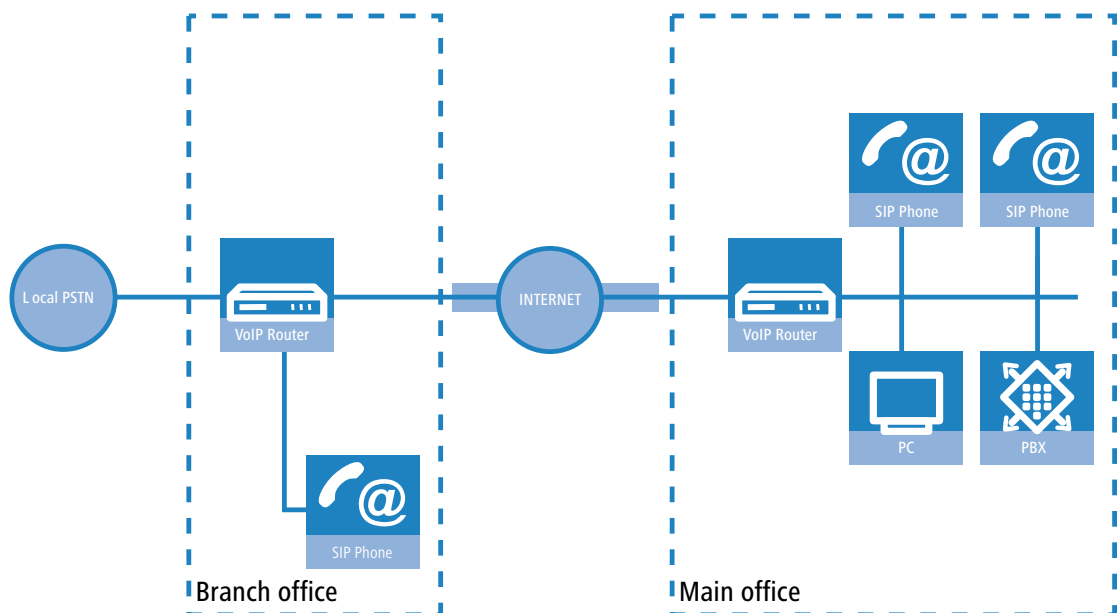 SIP Phone
SIP Phone
Local PSTN
INTERNET
VoIP Router
VoIP Router
PC
PBX
SIP Phone
Branch office
Main office